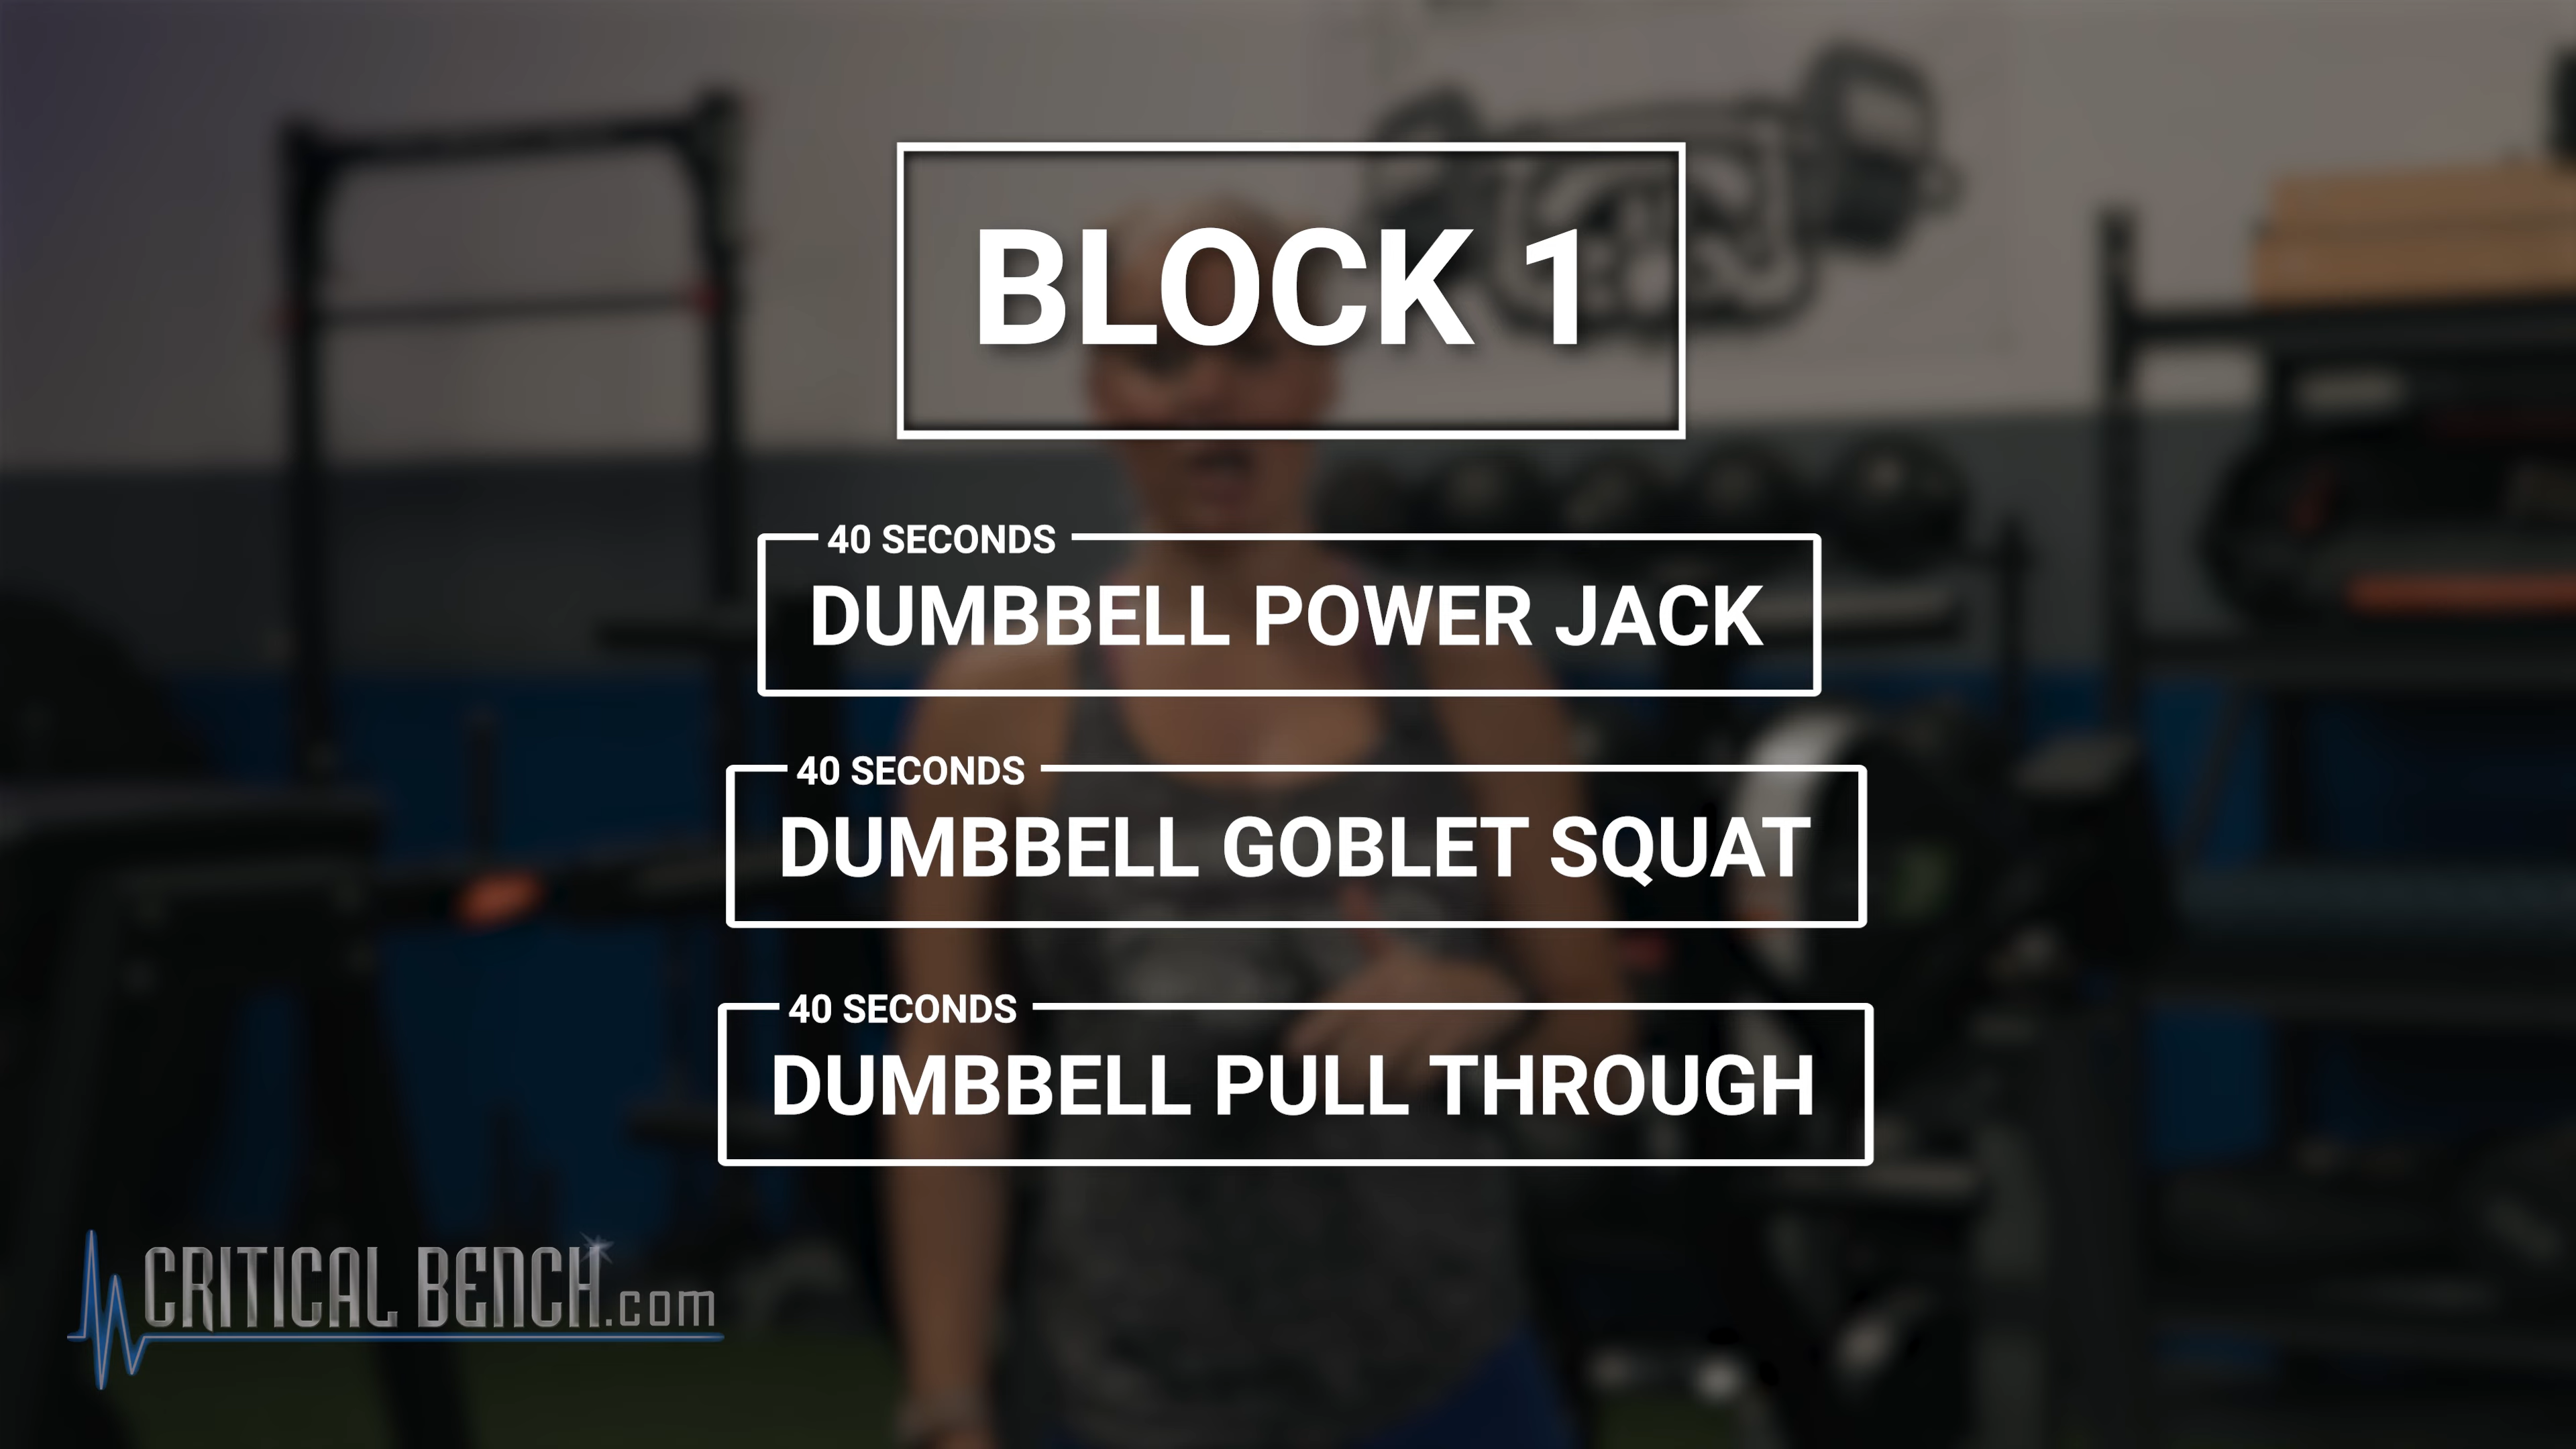 BLOCK 1
40 SECONDS
DUMBBELL POWER JACK
40 SECONDS
DUMBBELL GOBLET SQUAT
40 SECONDS
DUMBBELL PULL THROUGH
CRITICAL BENCH.com